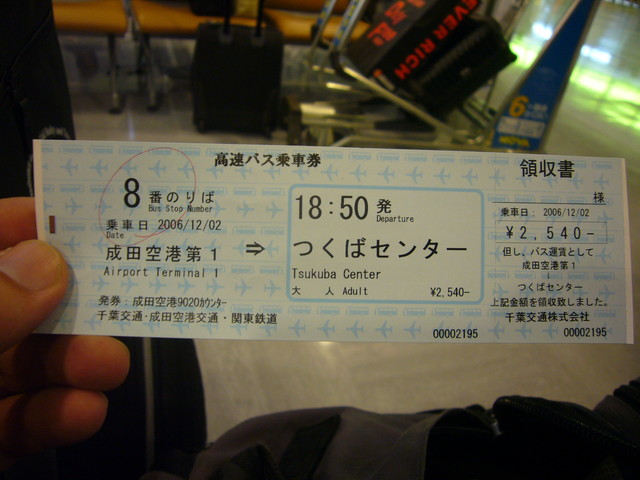 高速バス乗車券
8 番のりば
Bus Stop Number
乗車日 2006/12/02
Date
成田空港第1
Airport Terminal 1
⇒
発券：成田空港9020ｶｳﾝﾀｰ
千葉交通・成田空港交通・関東鉄道
18:50 発
Departure
つくばセンター
Tsukuba Center
大 人 Adult ¥2,540-
00002195
領収書
様
乗車日： 2006/12/02
¥2,540-
但し、バス運賃として
成田空港第1
↓
つくばセンター
上記金額を領収致しました。
千葉交通株式会社
00002195
EVER RICH
6